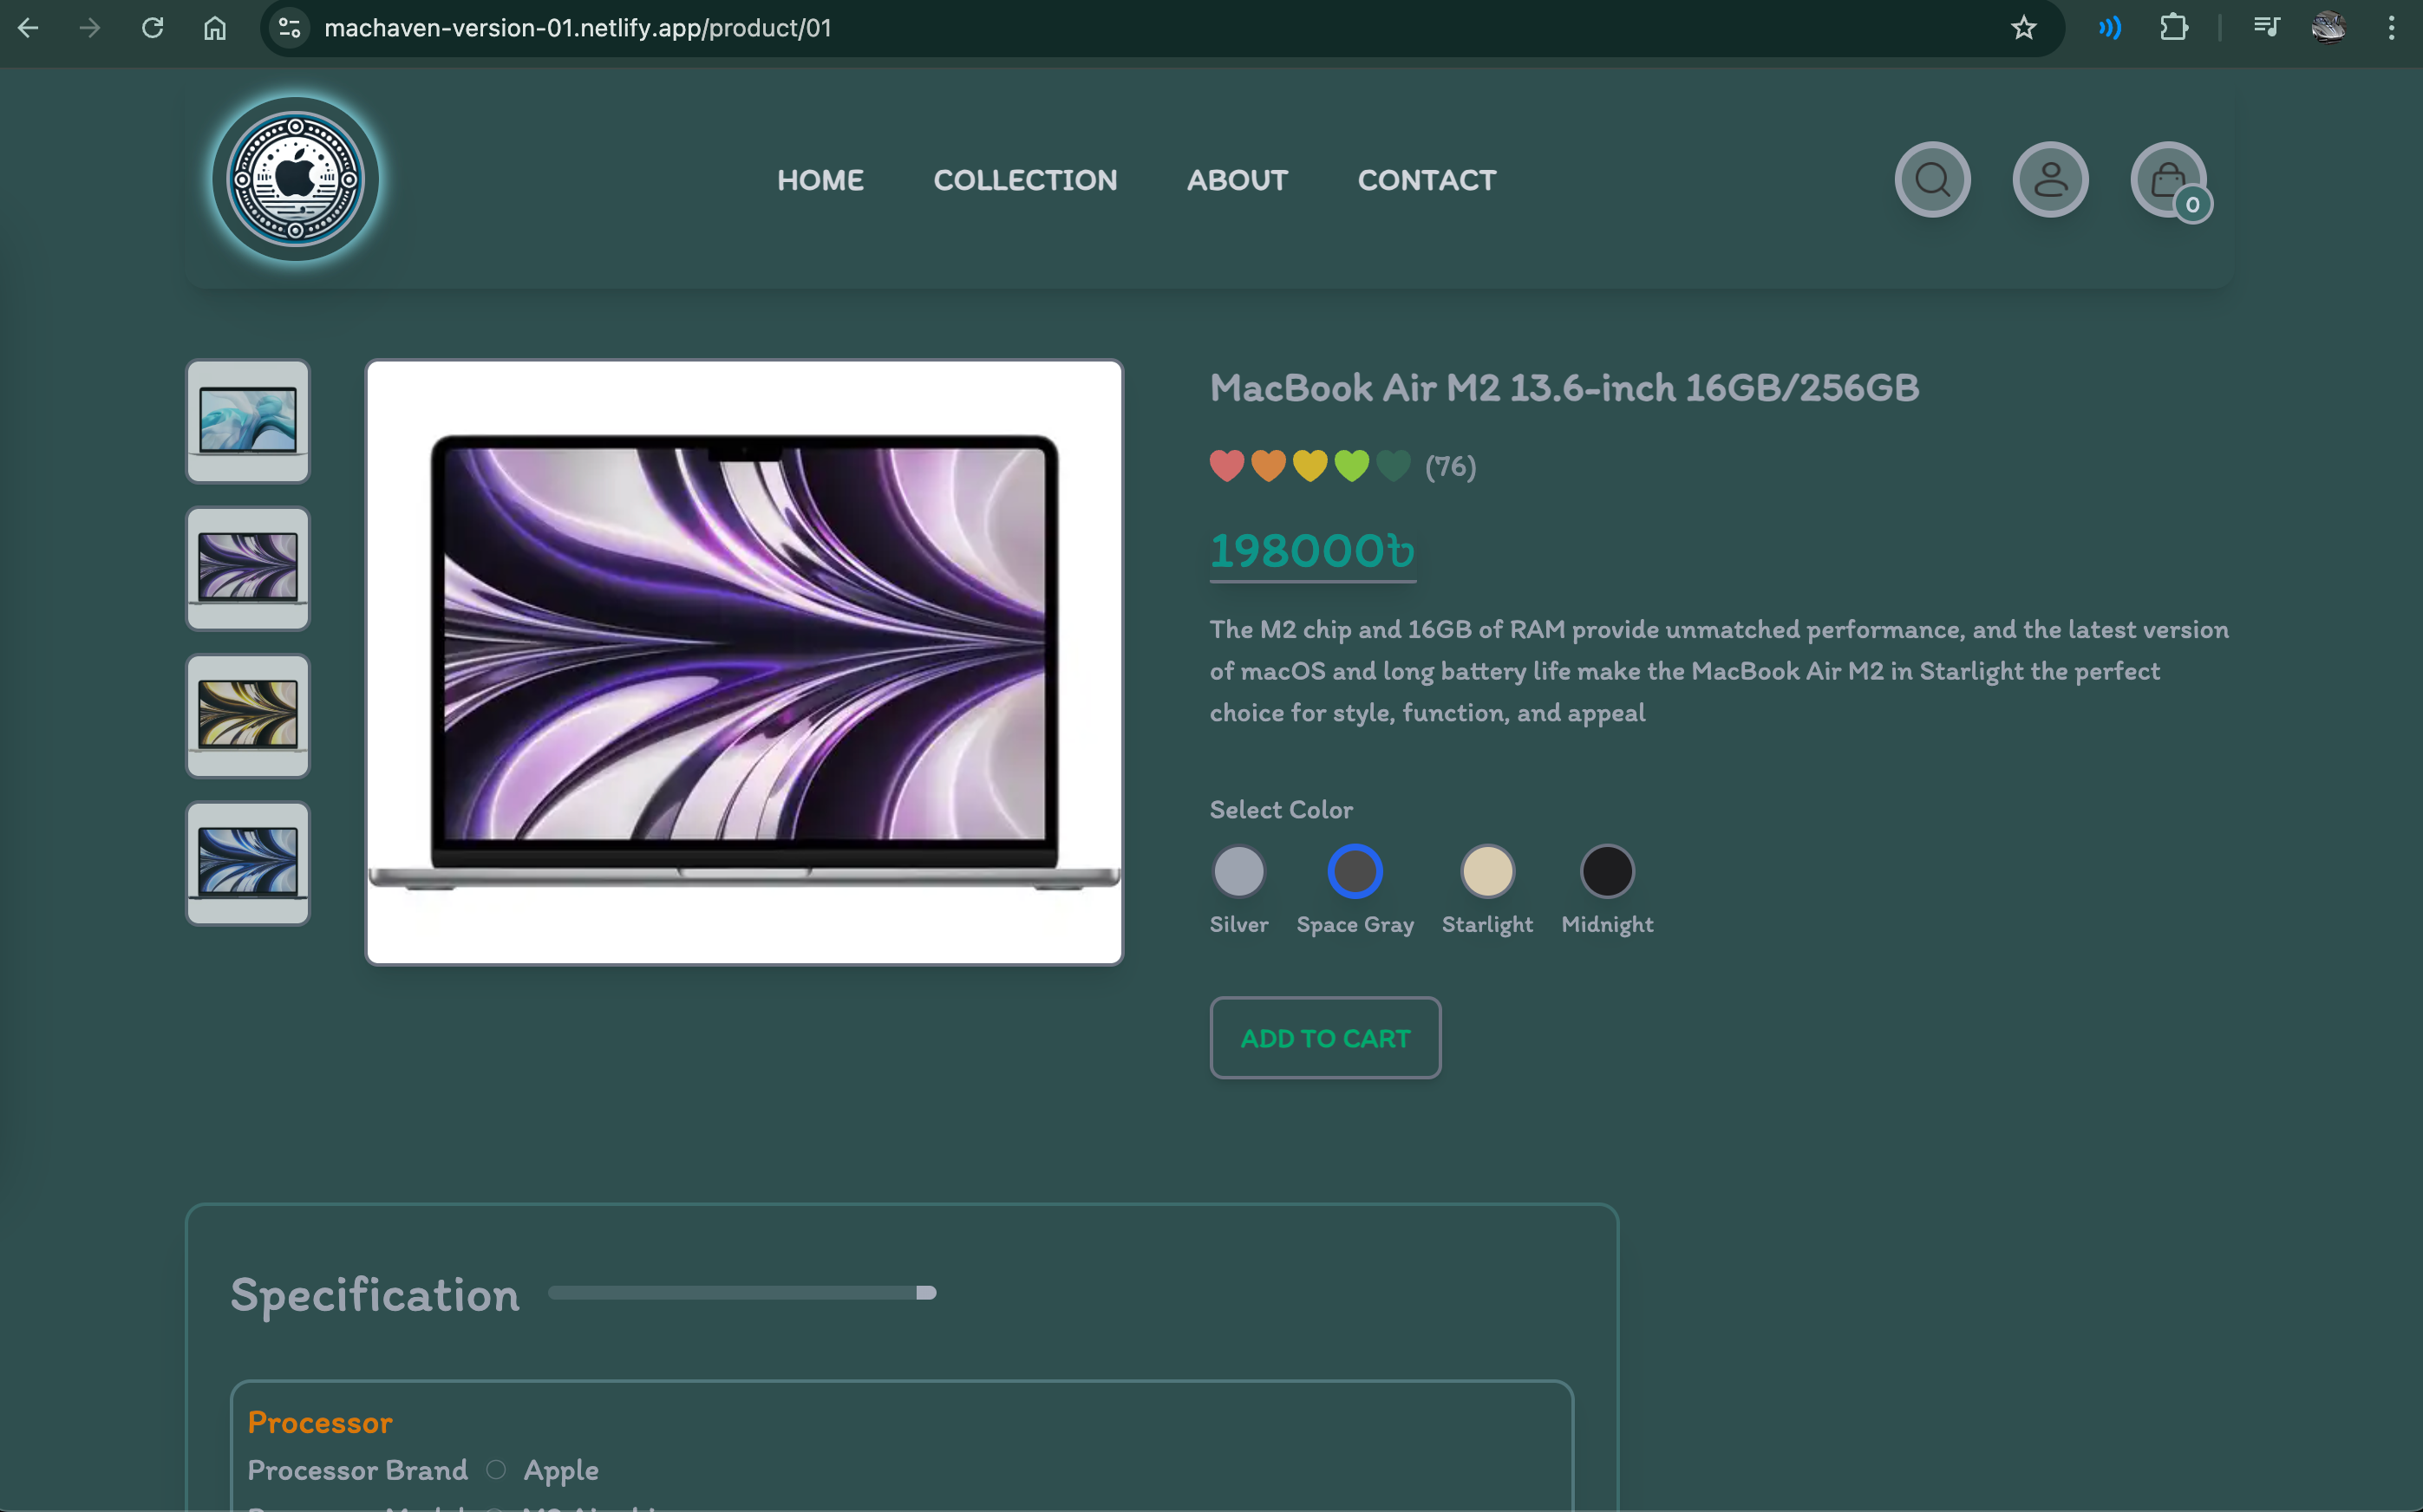 machaven-version-01.netlify.app/product/01
HOME COLLECTION ABOUT CONTACT
0
MacBook Air M2 13.6-inch 16GB/256GB
(76)
198000৳
The M2 chip and 16GB of RAM provide unmatched performance, and the latest version
of macOS and long battery life make the MacBook Air M2 in Starlight the perfect
choice for style, function, and appeal
Select Color
Silver Space Gray Starlight Midnight
ADD TO CART
Specification
Processor
Processor Brand Apple